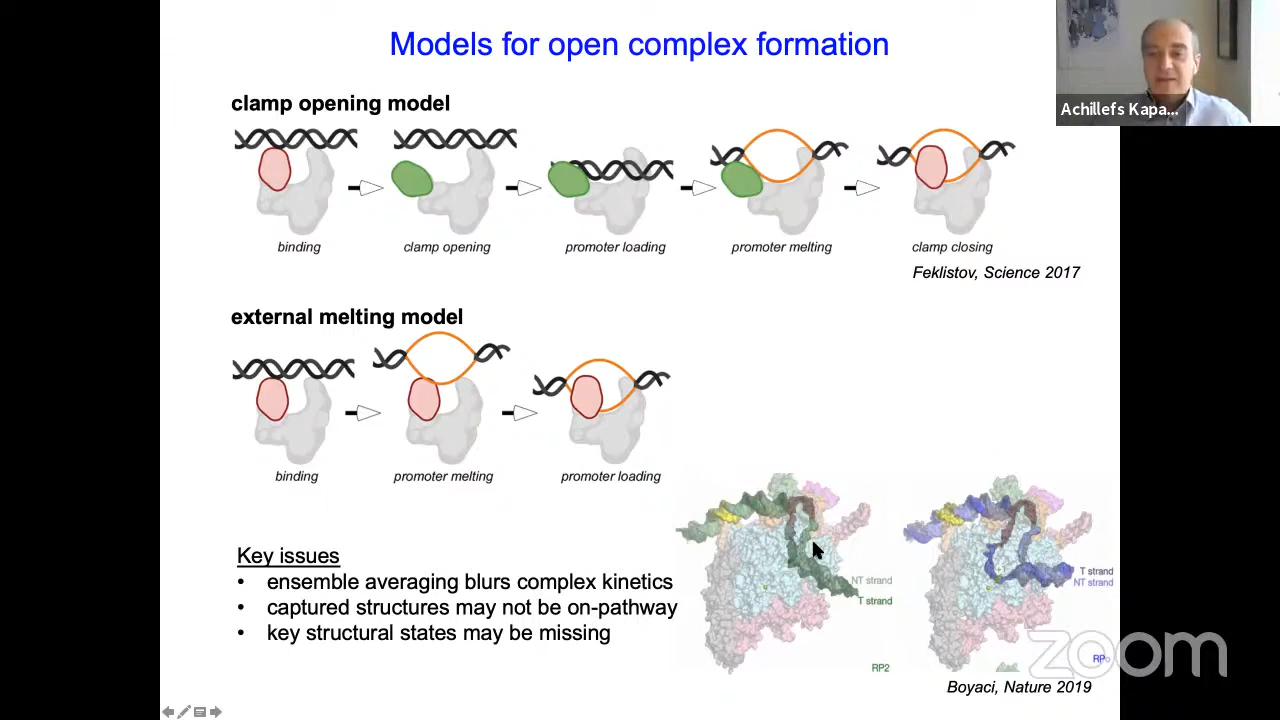 Models for open complex formation
Achillefs Kapa...
clamp opening model
binding
clamp opening
promoter loading
promoter melting
clamp closing
Feklistov, Science 2017
external melting model
binding
promoter melting
promoter loading
Key issues
• ensemble averaging blurs complex kinetics
• captured structures may not be on-pathway
• key structural states may be missing
NT strand
T strand
RP2
T strand
NT strand
RPo
zoom
Boyaci, Nature 2019